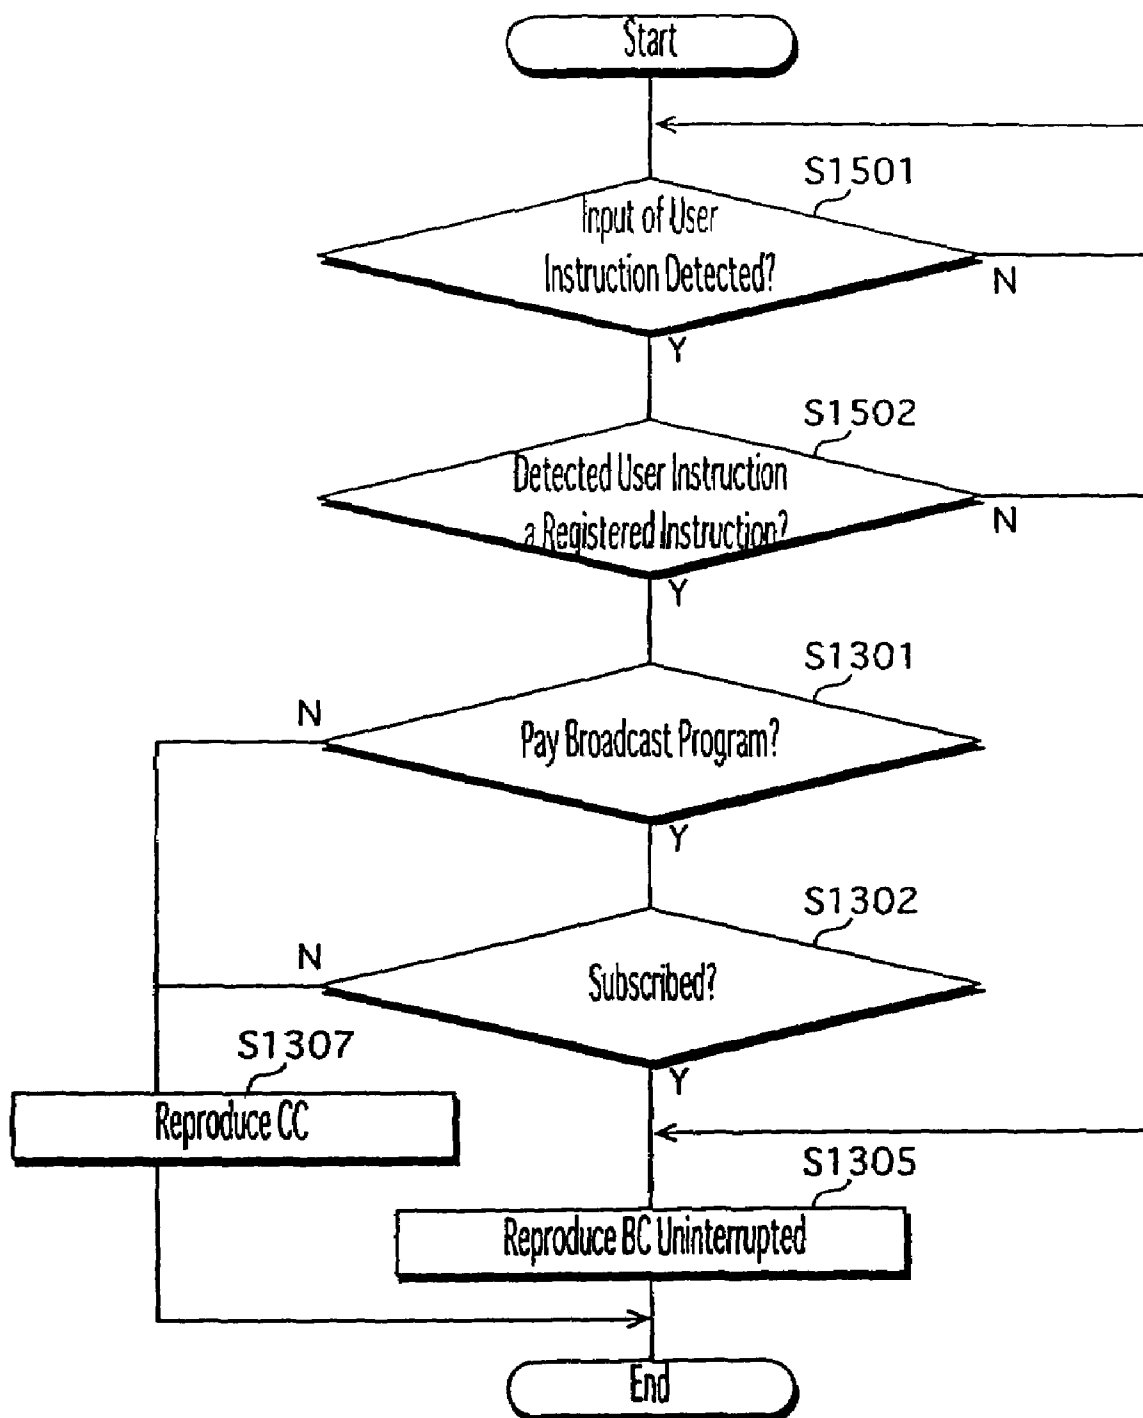 Start
S1501
Input of User
Instruction Detected?
N
Y
S1502
Detected User Instruction
a Registered Instruction?
N
Y
S1301
N
Pay Broadcast Program?
Y
S1302
N
Subscribed?
Y
S1307
Reproduce CC
S1305
Reproduce BC Uninterrupted
End